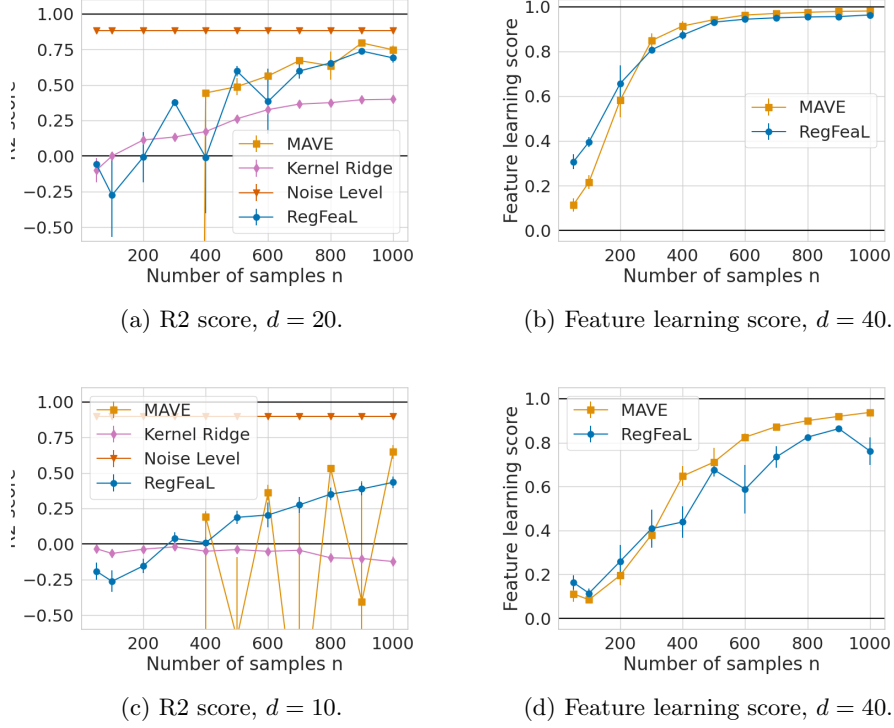 1.00
0.75
0.50
0.25
0.00
−0.25
−0.50
R2 score
MAVE
Kernel Ridge
Noise Level
RegFeaL
200 400 600 800 1000
Number of samples n
(a) R2 score, d = 20.
1.0
0.8
0.6
0.4
0.2
0.0
Feature learning score
MAVE
RegFeaL
200 400 600 800 1000
Number of samples n
(b) Feature learning score, d = 40.
1.00
0.75
0.50
0.25
0.00
−0.25
−0.50
R2 score
MAVE
Kernel Ridge
Noise Level
RegFeaL
200 400 600 800 1000
Number of samples n
(c) R2 score, d = 10.
1.0
0.8
0.6
0.4
0.2
0.0
Feature learning score
MAVE
RegFeaL
200 400 600 800 1000
Number of samples n
(d) Feature learning score, d = 40.